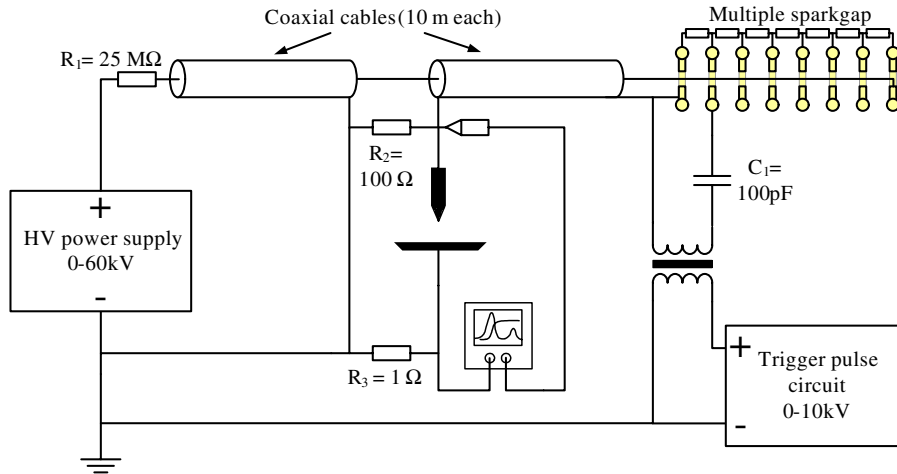 Coaxial cables (10 m each)
Multiple sparkgap
R1= 25 MΩ
R2=
100 Ω
C1=
100pF
+
HV power supply
0-60kV
-
R3 = 1 Ω
+
Trigger pulse
circuit
0-10kV
-